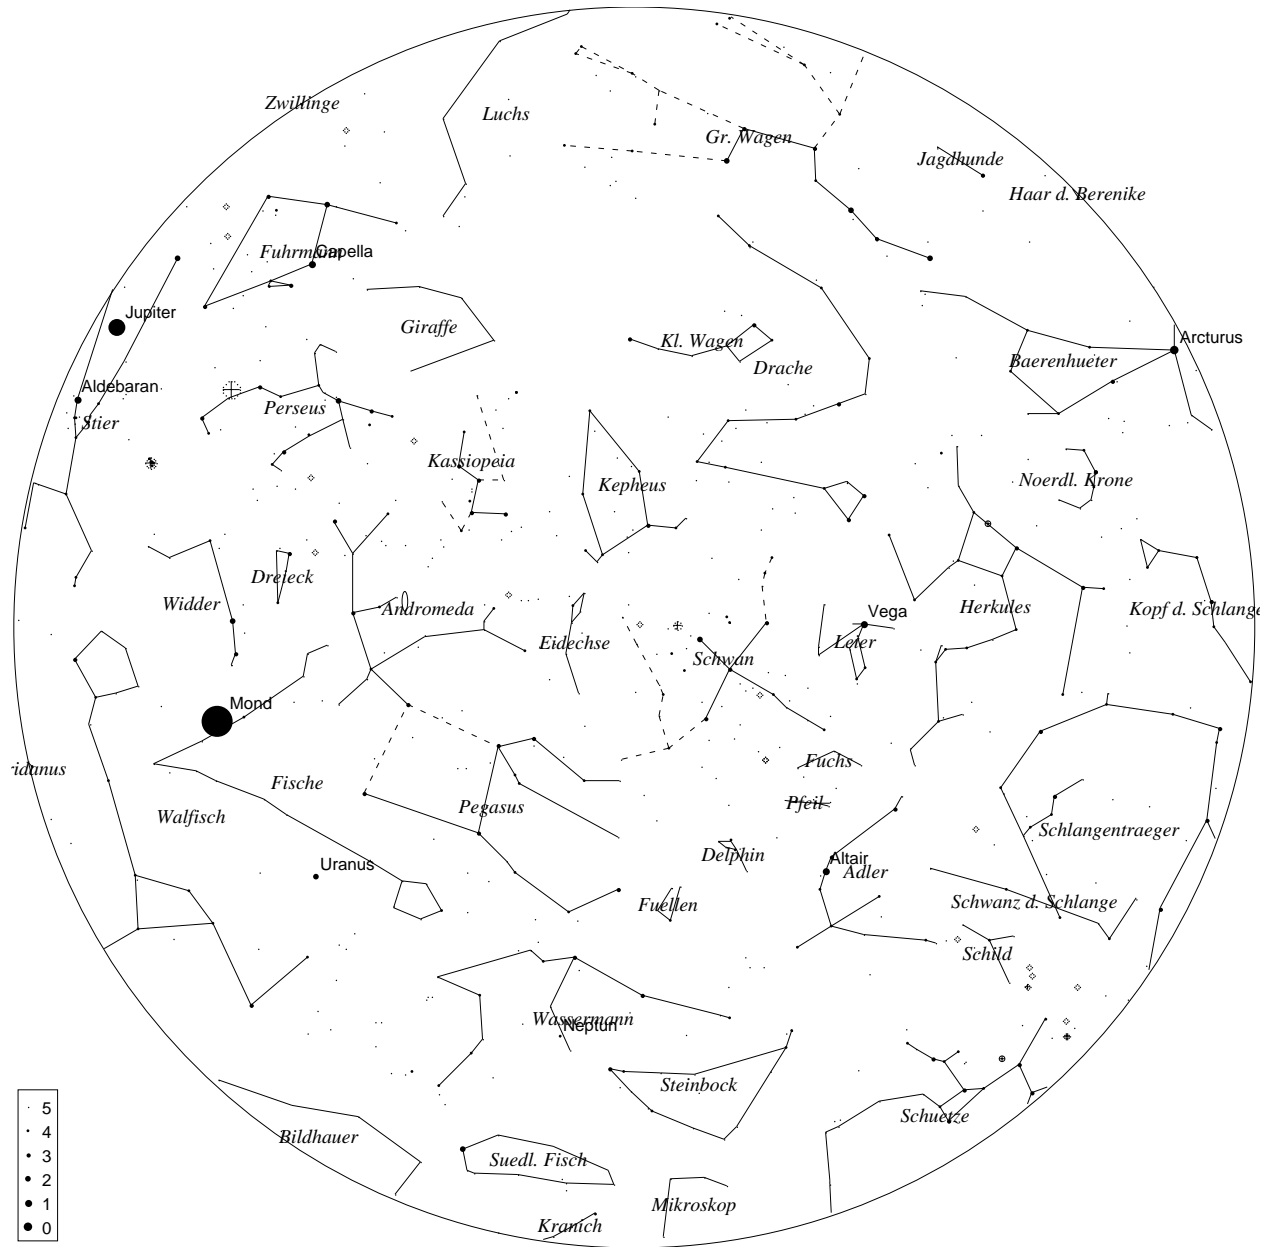 Zwillinge
Luchs
Gr. Wagen
Jagdhunde
Haar d. Berenike
Fuhrmann
Capella
Jupiter
Giraffe
Kl. Wagen
Drache
Arcturus
Baerenhueter
Aldebaran
Stier
Perseus
Kassiopeia
Kepheus
Noerdl. Krone
Dreieck
Widder
Andromeda
Eidechse
Vega
Leier
Herkules
Kopf d. Schlange
Schwan
Mond
Fuchs
ridanus
Fische
Pegasus
Pfeil
Walfisch
Schlangentraeger
Uranus
Delphin
Altair
Adler
Fuellen
Schwanz d. Schlange
Schild
Wassermann
Neptun
Steinbock
Schuetze
Bildhauer
Suedl. Fisch
Mikroskop
Kranich
5
4
3
2
1
0